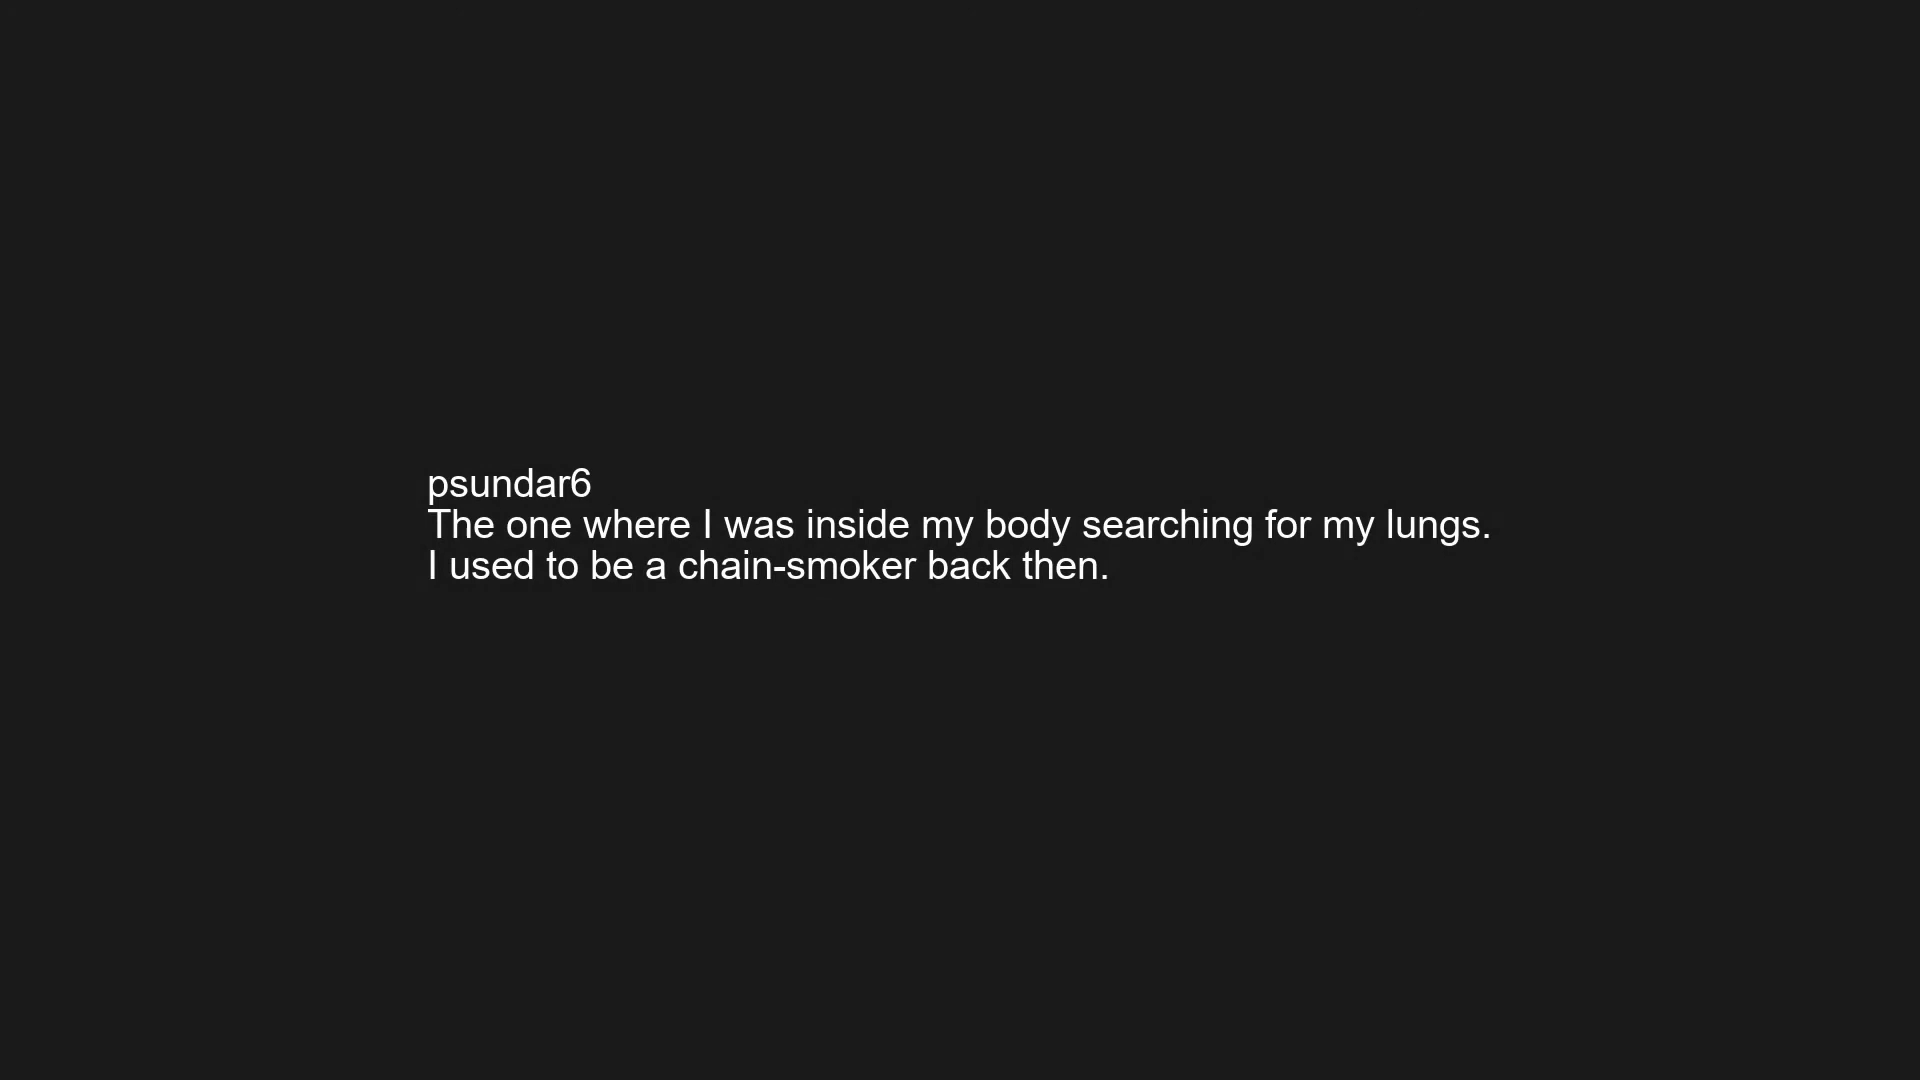 psundar6
The one where I was inside my body searching for my lungs.
I used to be a chain-smoker back then.